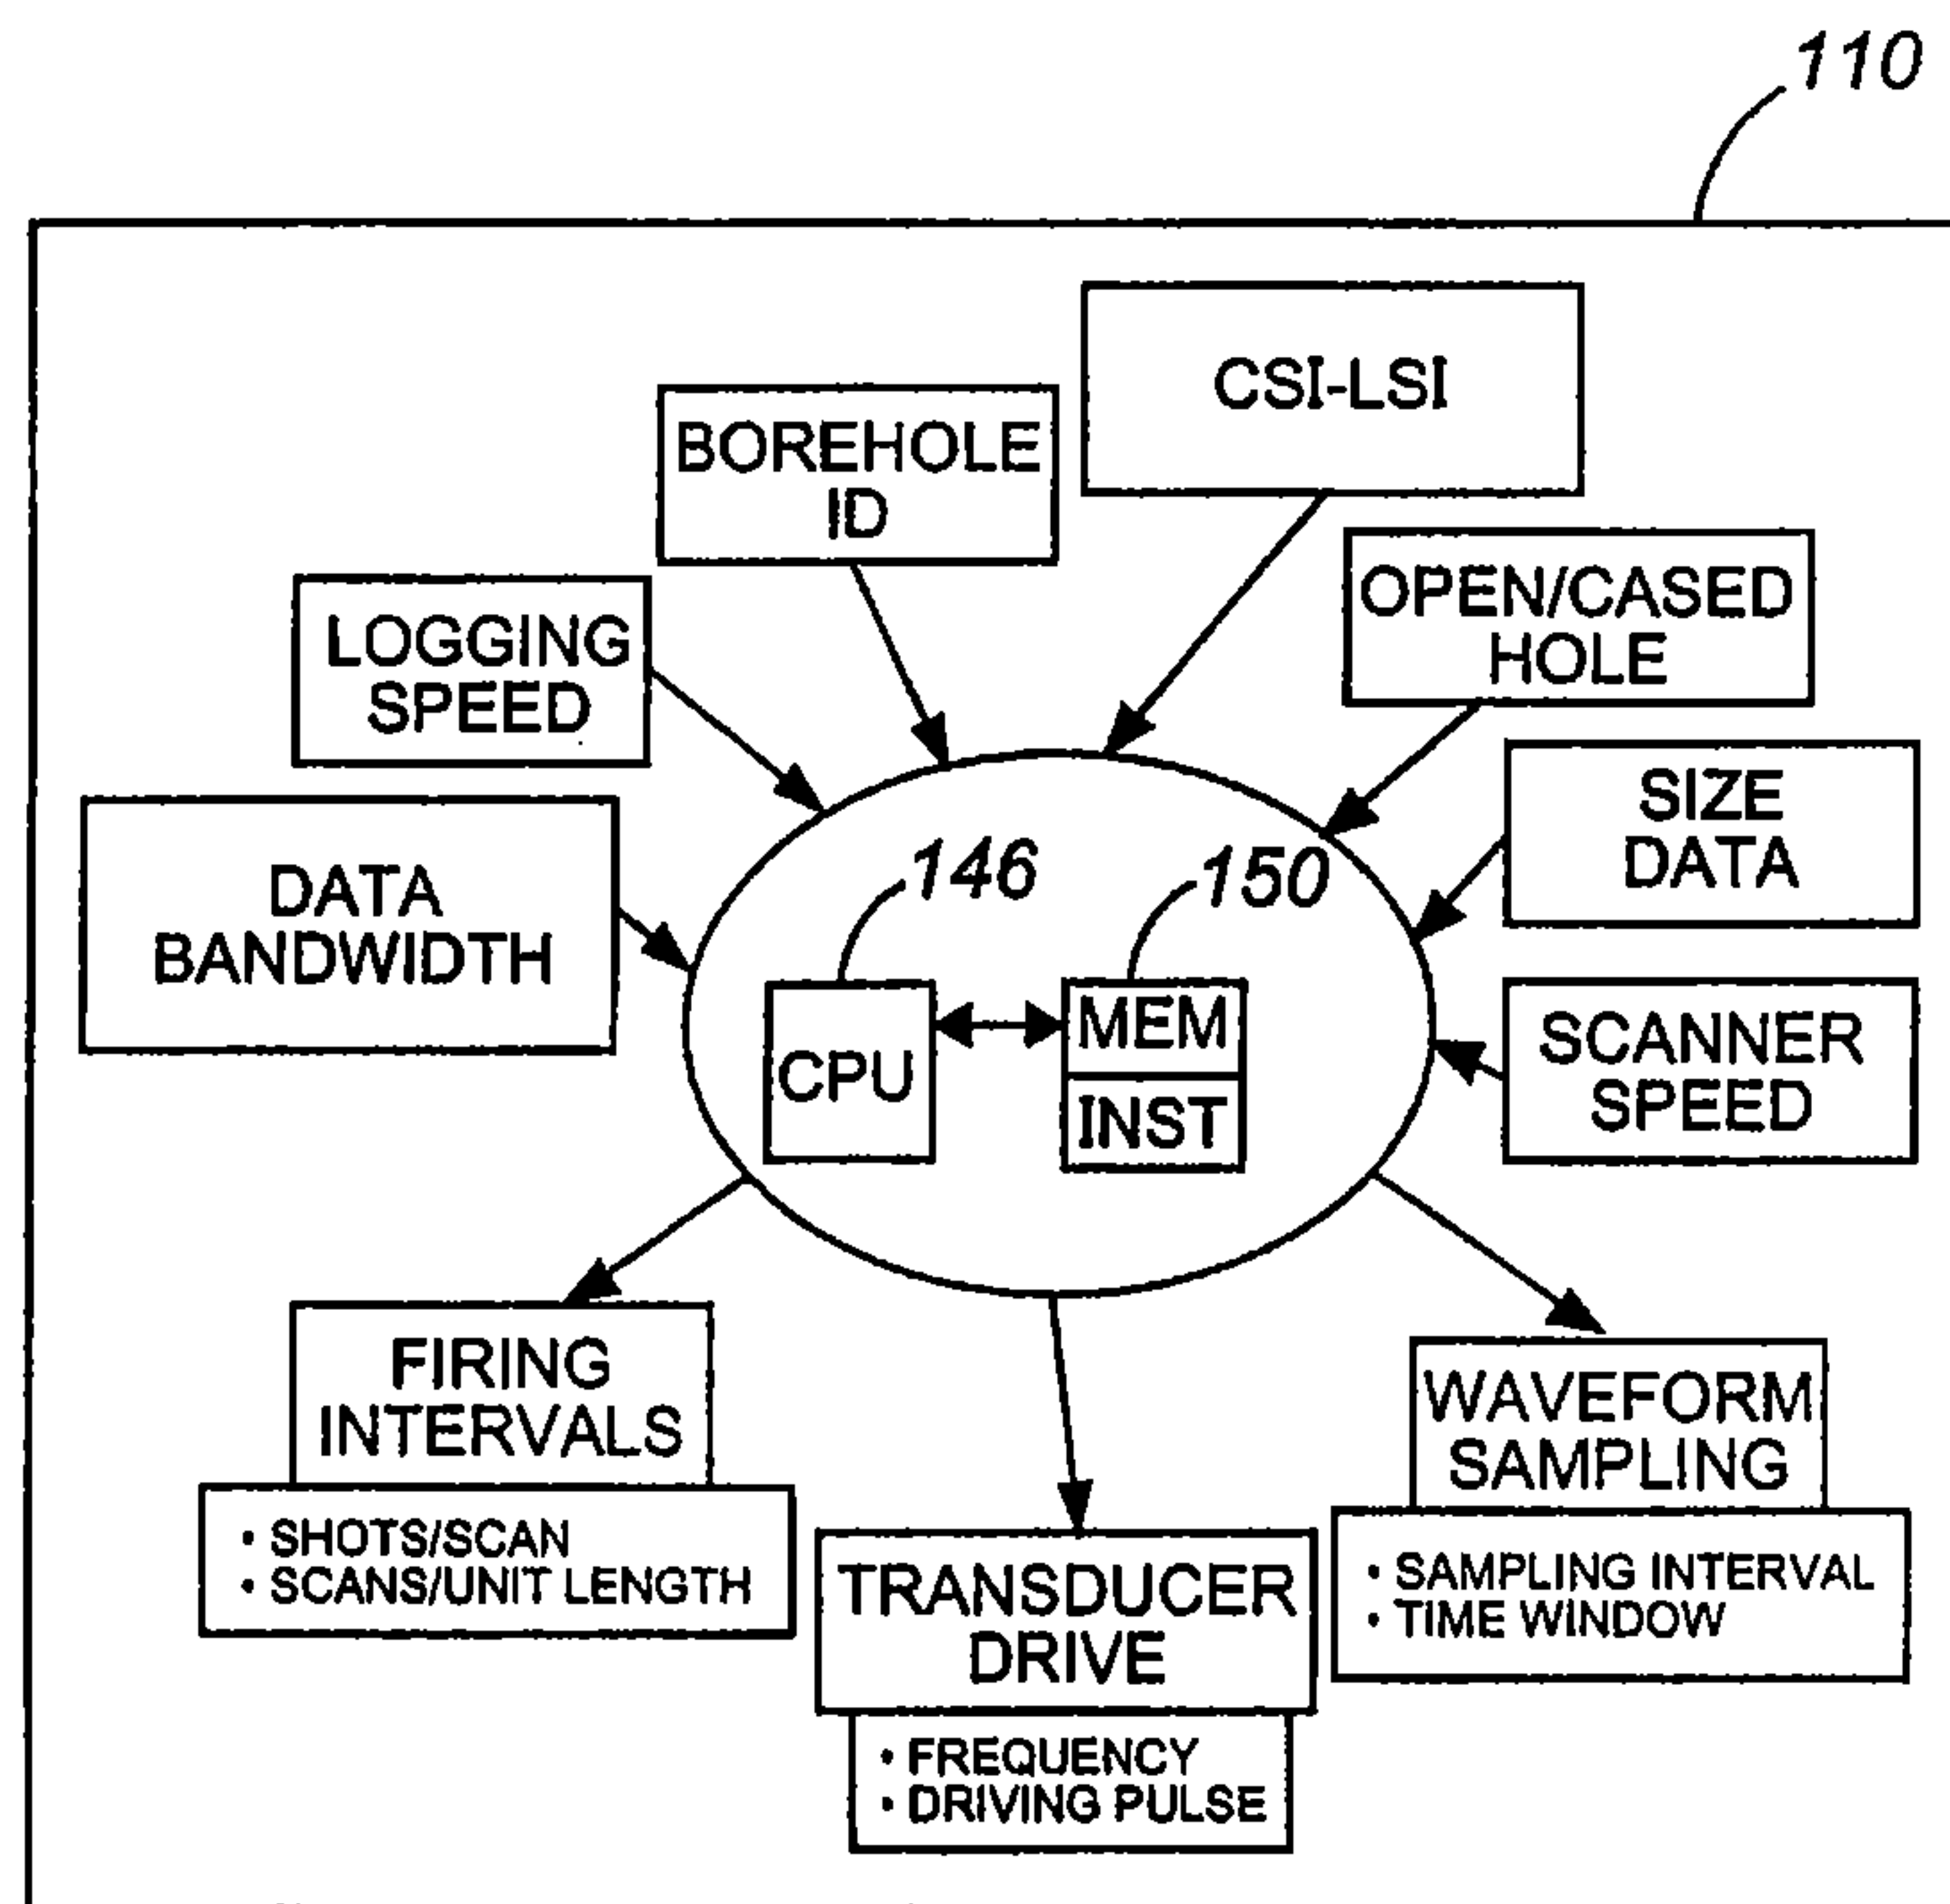 110
CSI-LSI
BOREHOLE
ID
OPEN/CASED
HOLE
LOGGING
SPEED
SIZE
DATA
DATA
BANDWIDTH
146
150
CPU
MEM
INST
SCANNER
SPEED
FIRING
INTERVALS
• SHOTS/SCAN
• SCANS/UNIT LENGTH
TRANSDUCER
DRIVE
• FREQUENCY
• DRIVING PULSE
WAVEFORM
SAMPLING
• SAMPLING INTERVAL
• TIME WINDOW